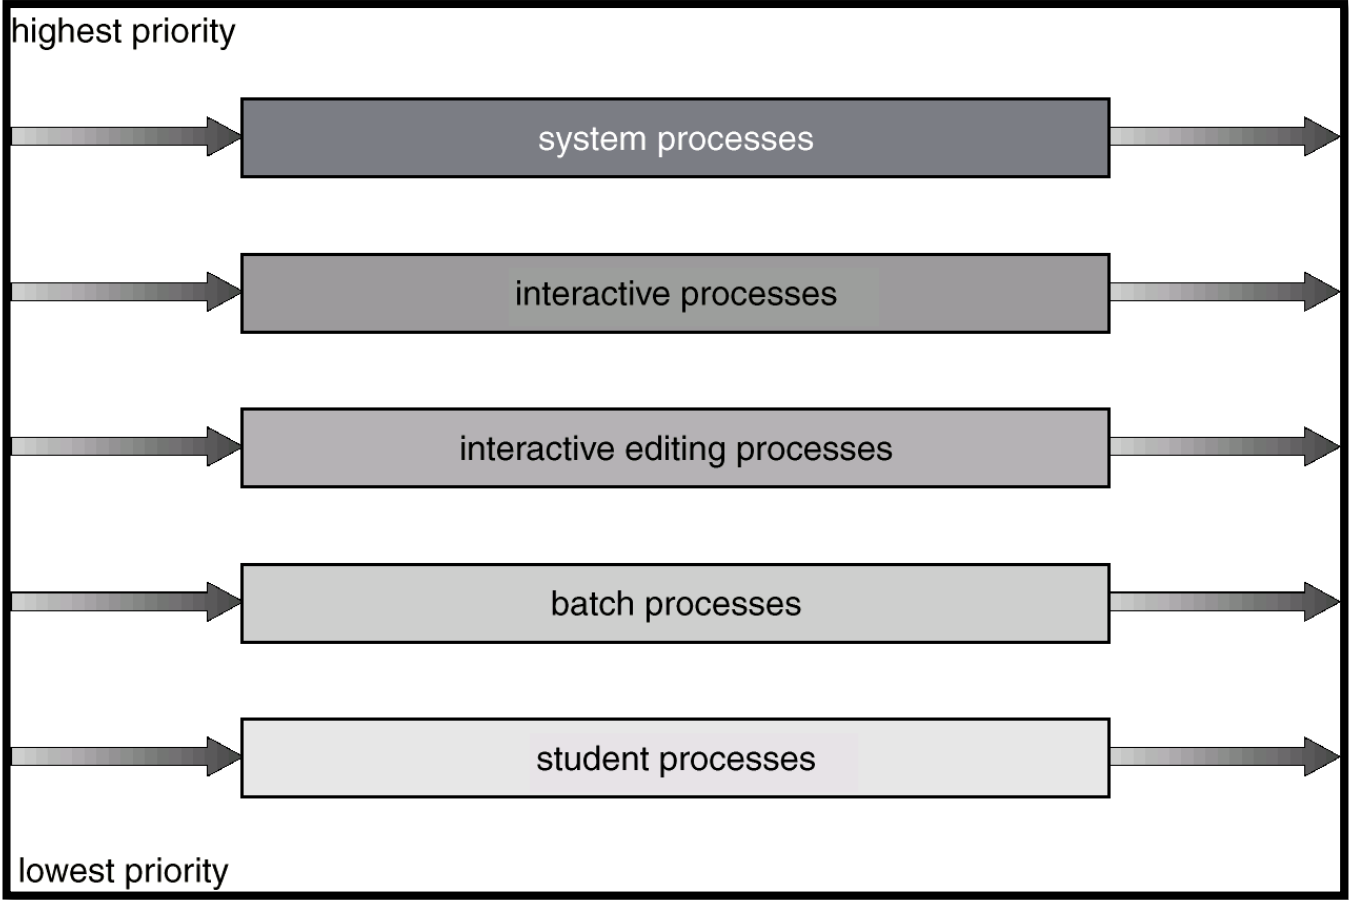 highest priority
system processes
interactive processes
interactive editing processes
batch processes
student processes
lowest priority